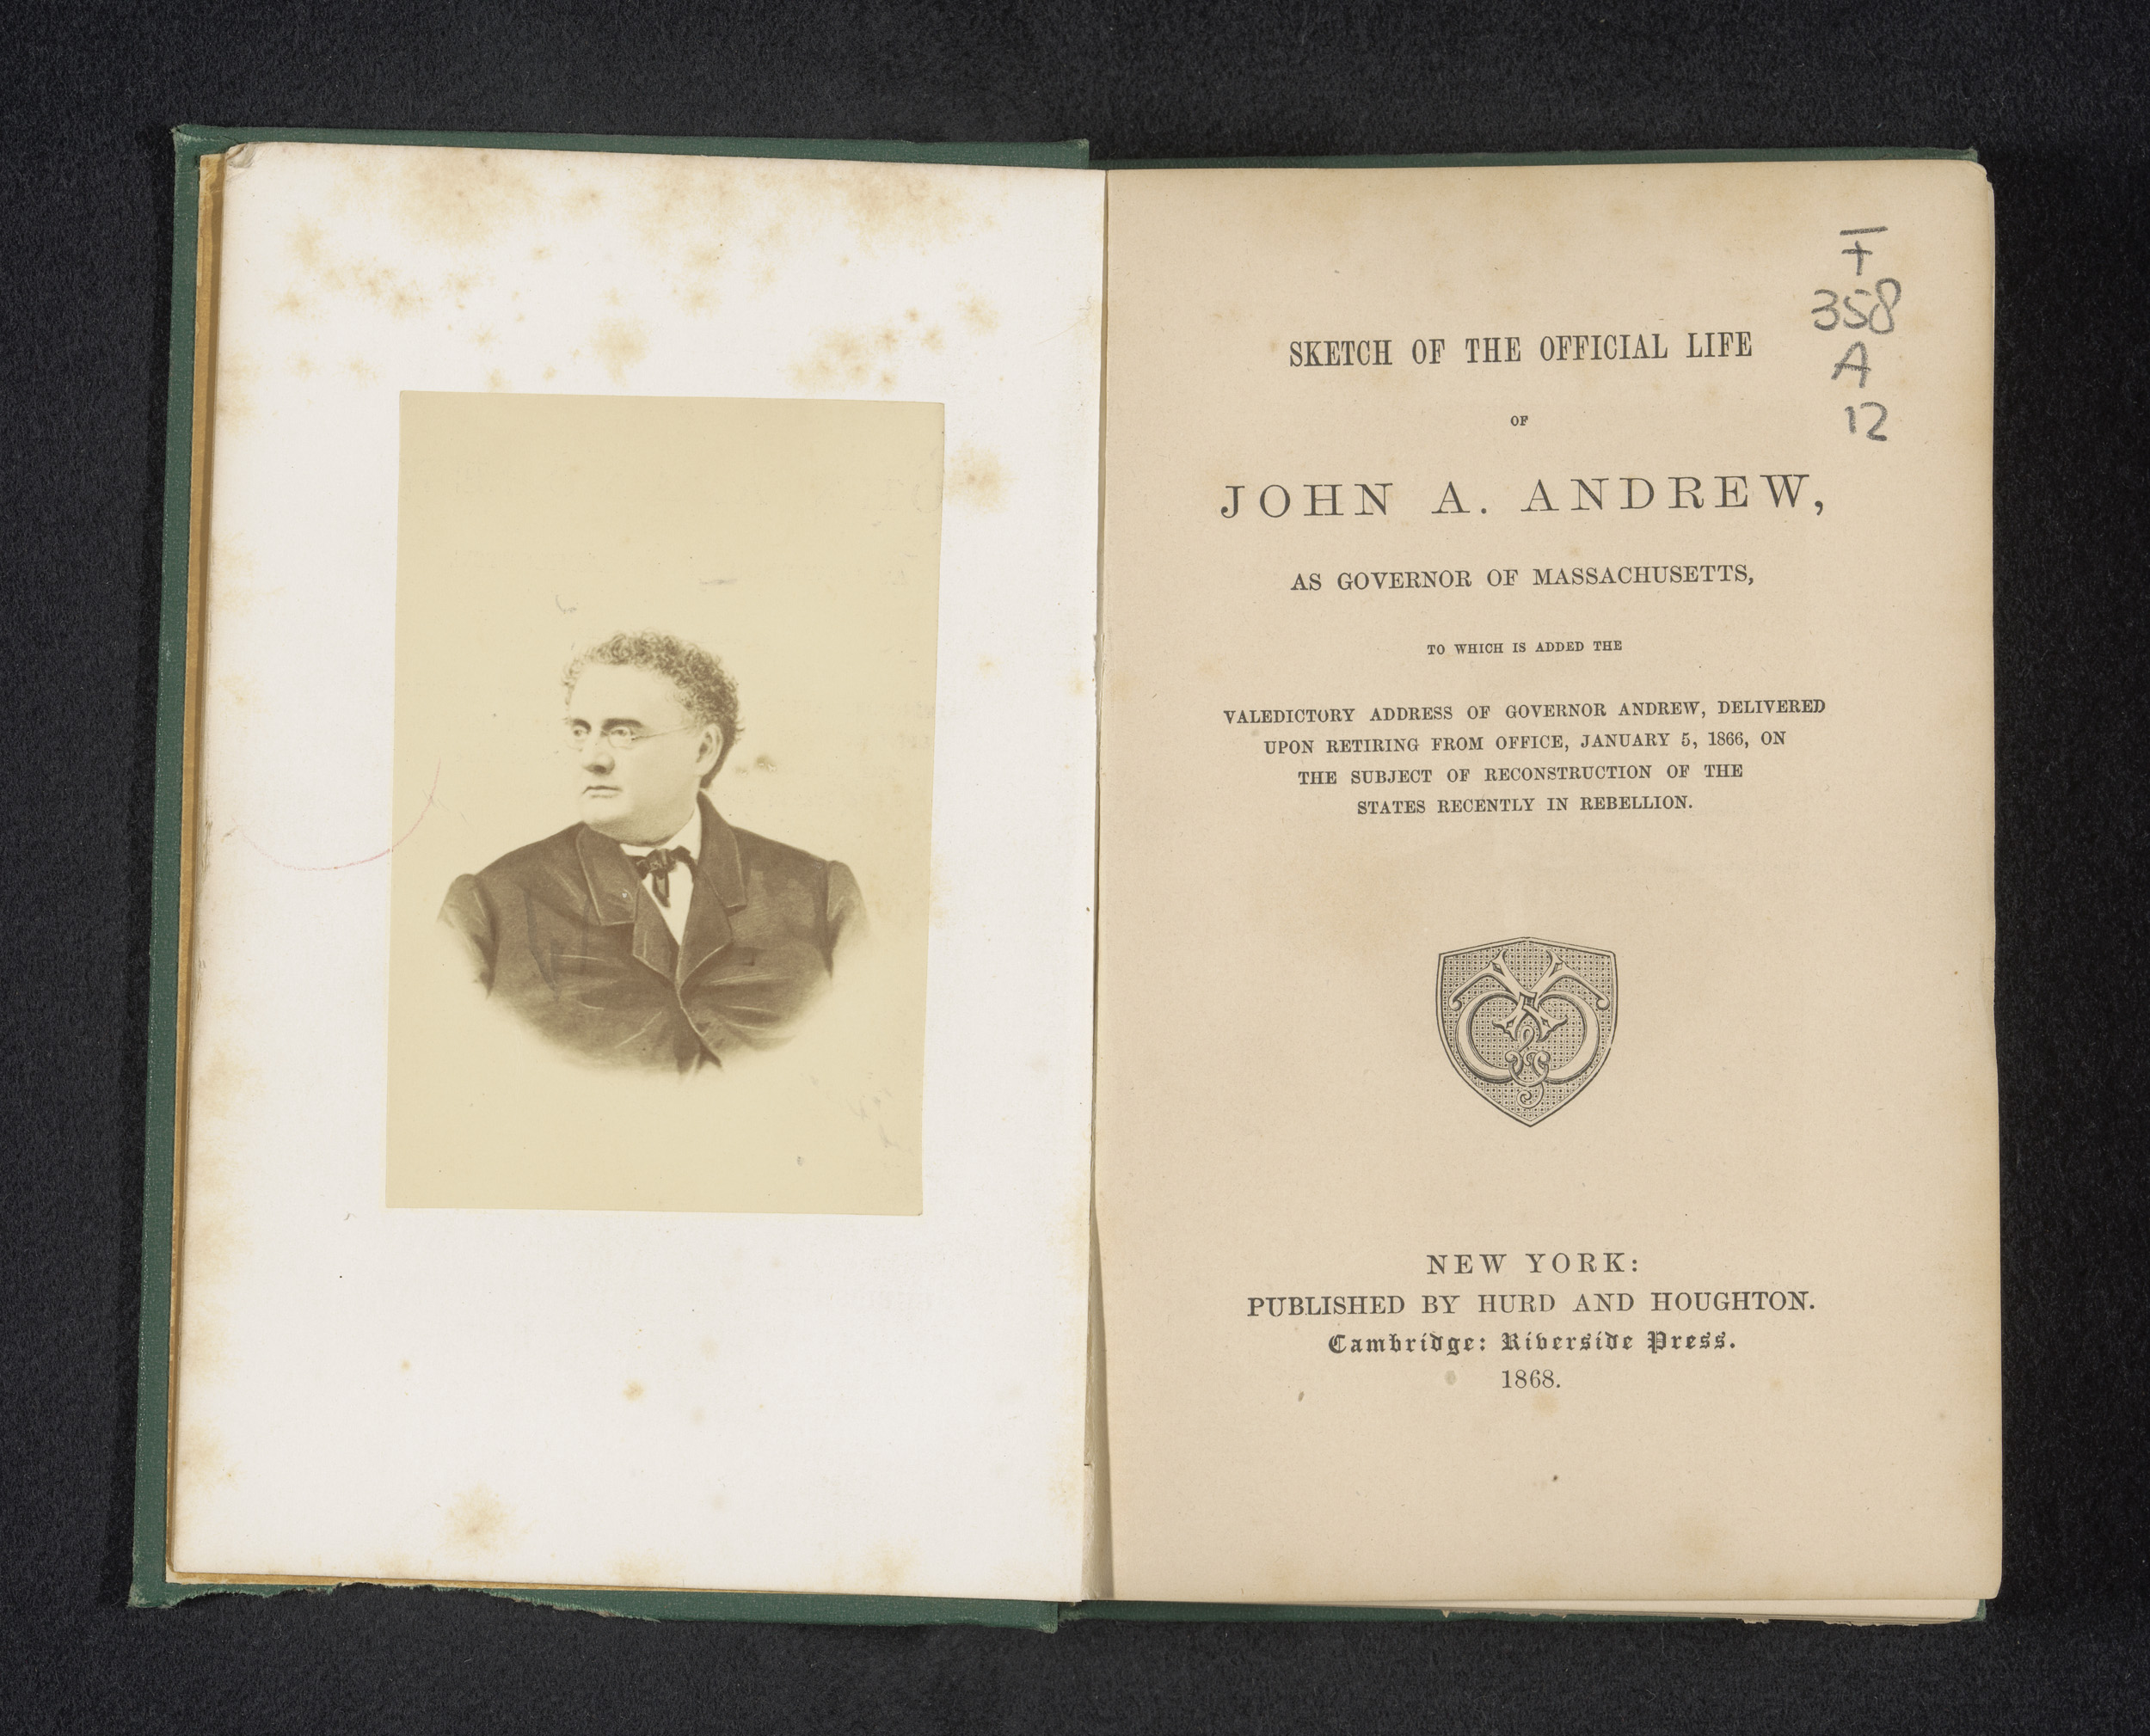 F
358
A
12
SKETCH OF THE OFFICIAL LIFE
OF
JOHN A. ANDREW,
AS GOVERNOR OF MASSACHUSETTS,
TO WHICH IS ADDED THE
VALEDICTORY ADDRESS OF GOVERNOR ANDREW, DELIVERED
UPON RETIRING FROM OFFICE, JANUARY 5, 1866, ON
THE SUBJECT OF RECONSTRUCTION OF THE
STATES RECENTLY IN REBELLION.
NEW YORK:
PUBLISHED BY HURD AND HOUGHTON.
Cambridge: Riverside Press.
1868.